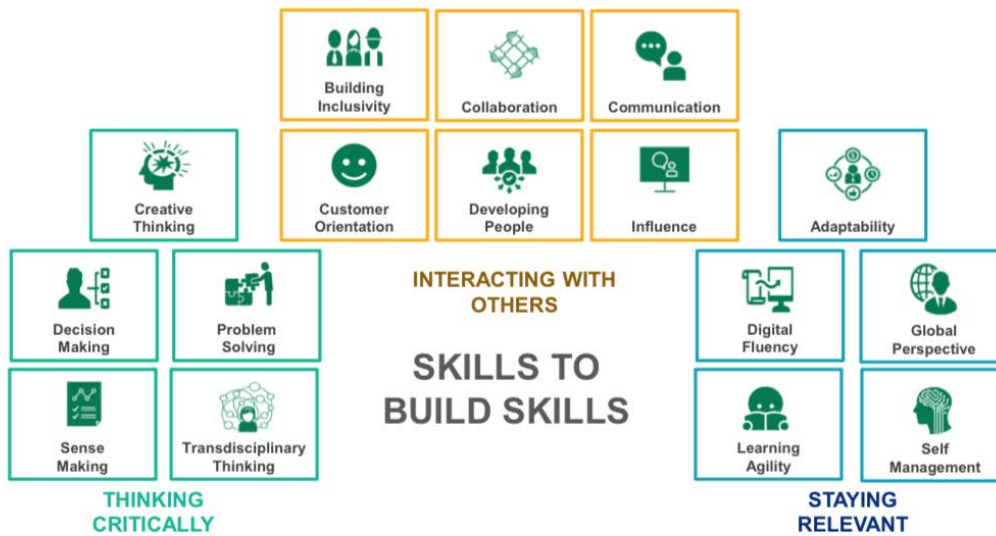 Building
Inclusivity
Collaboration
Communication
Creative
Thinking
Customer
Orientation
Developing
People
Influence
Adaptability
INTERACTING WITH
OTHERS
Decision
Making
Problem
Solving
Digital
Fluency
Global
Perspective
SKILLS TO
BUILD SKILLS
Sense
Making
Transdisciplinary
Thinking
Learning
Agility
Self
Management
THINKING
CRITICALLY
STAYING
RELEVANT